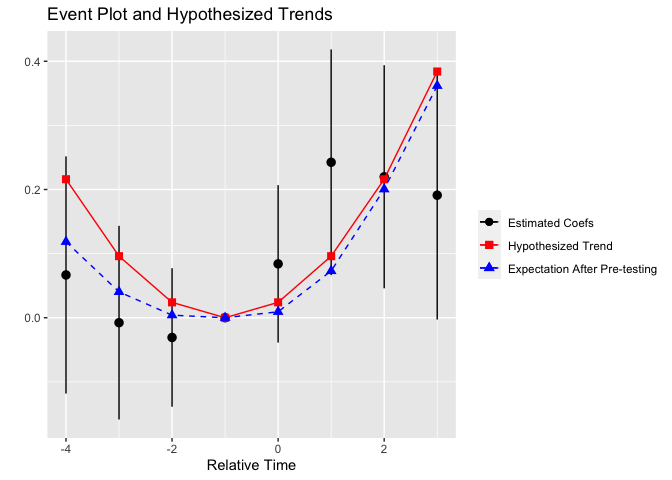 Event Plot and Hypothesized Trends
0.4
0.2
0.0
-4
-2
0
2
Relative Time
Estimated Coefs
Hypothesized Trend
Expectation After Pre-testing